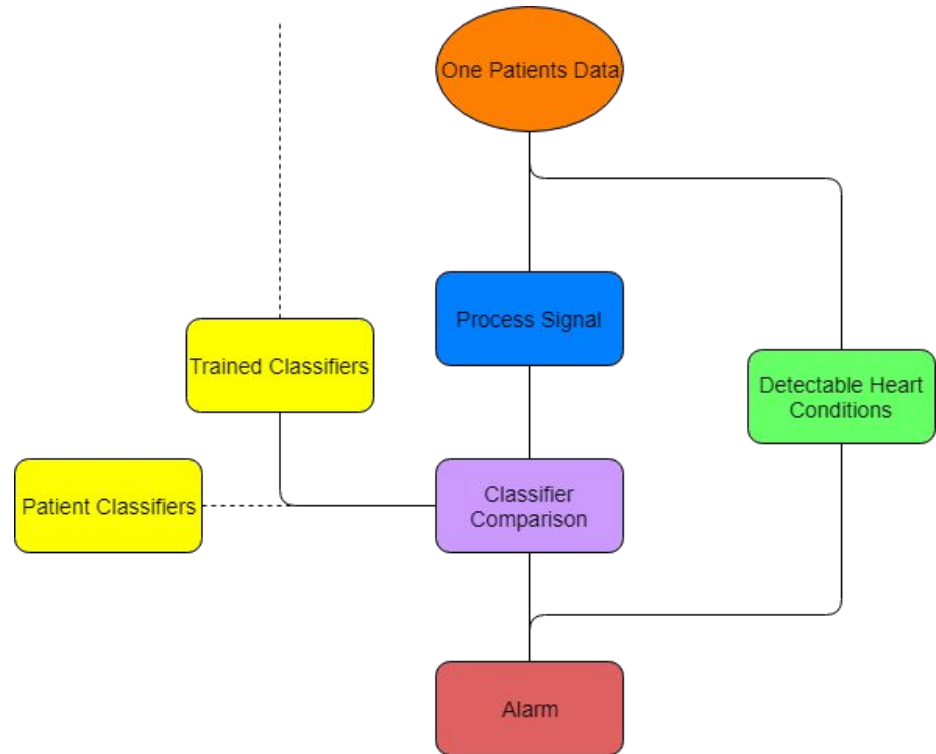 One Patients Data
Process Signal
Trained Classifiers
Detectable Heart
Conditions
Patient Classifiers
Classifier
Comparison
Alarm